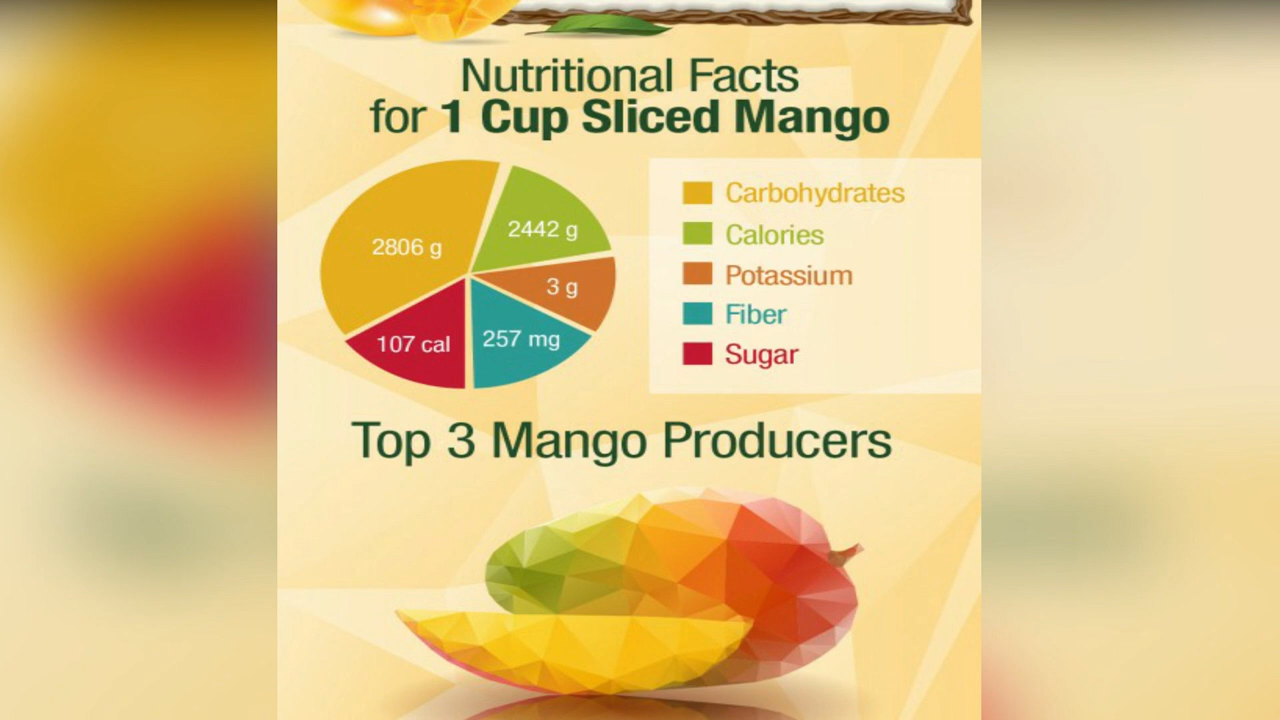 Nutritional Facts
for 1 Cup Sliced Mango
2806 g
2442 g
3 g
257 mg
107 cal
Carbohydrates
Calories
Potassium
Fiber
Sugar
Top 3 Mango Producers